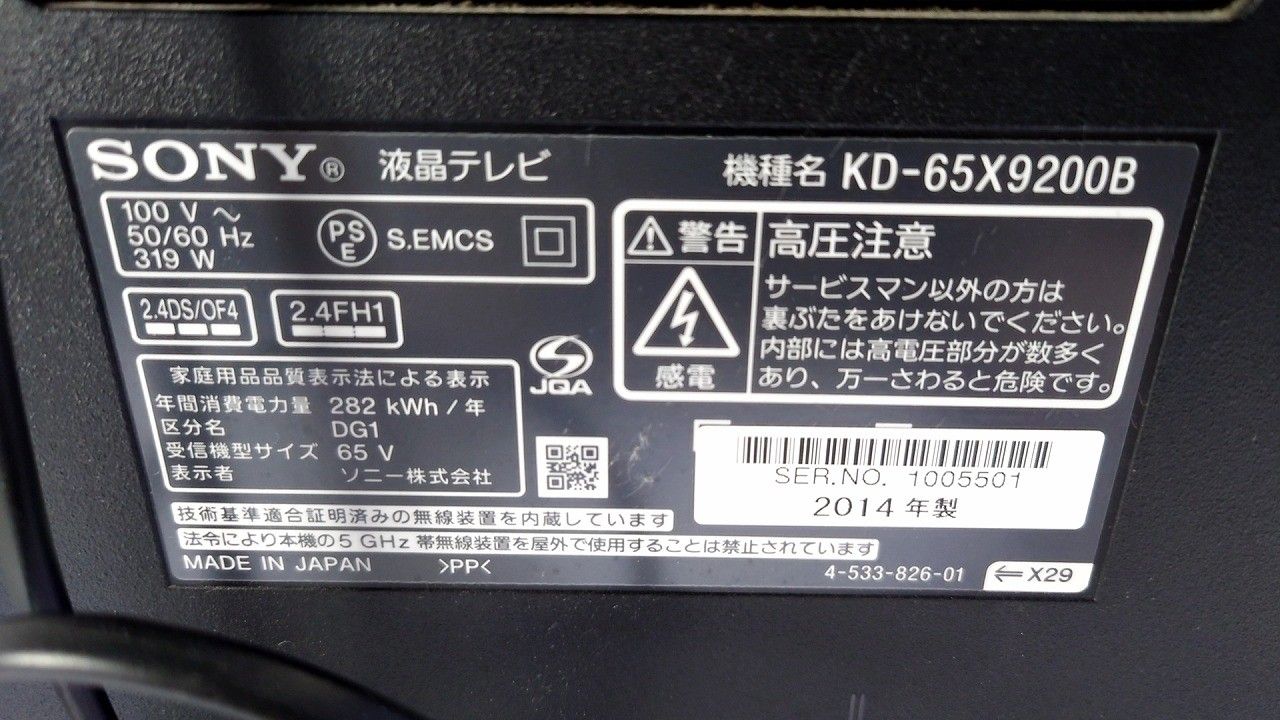 SONY® 液晶テレビ
機種名 KD-65X9200B
100 V ～
50/60 Hz
319 W
PSE
S.EMCS
2.4DS/OF4
2.4FH1
JQA
警告
感電
高圧注意
サービスマン以外の方は
裏ぶたをあけないでください。
内部には高電圧部分が数多く
あり、万一さわると危険です。
家庭用品品質表示法による表示
年間消費電力量 282 kWh / 年
区分名 DG1
受信機型サイズ 65 V
表示者 ソニー株式会社
SER.NO. 1005501
2014 年製
技術基準適合証明済みの無線装置を内蔵しています
法令により本機の5 GHz 帯無線装置を屋外で使用することは禁止されています
MADE IN JAPAN >PP<
4-533-826-01
⇐ X29